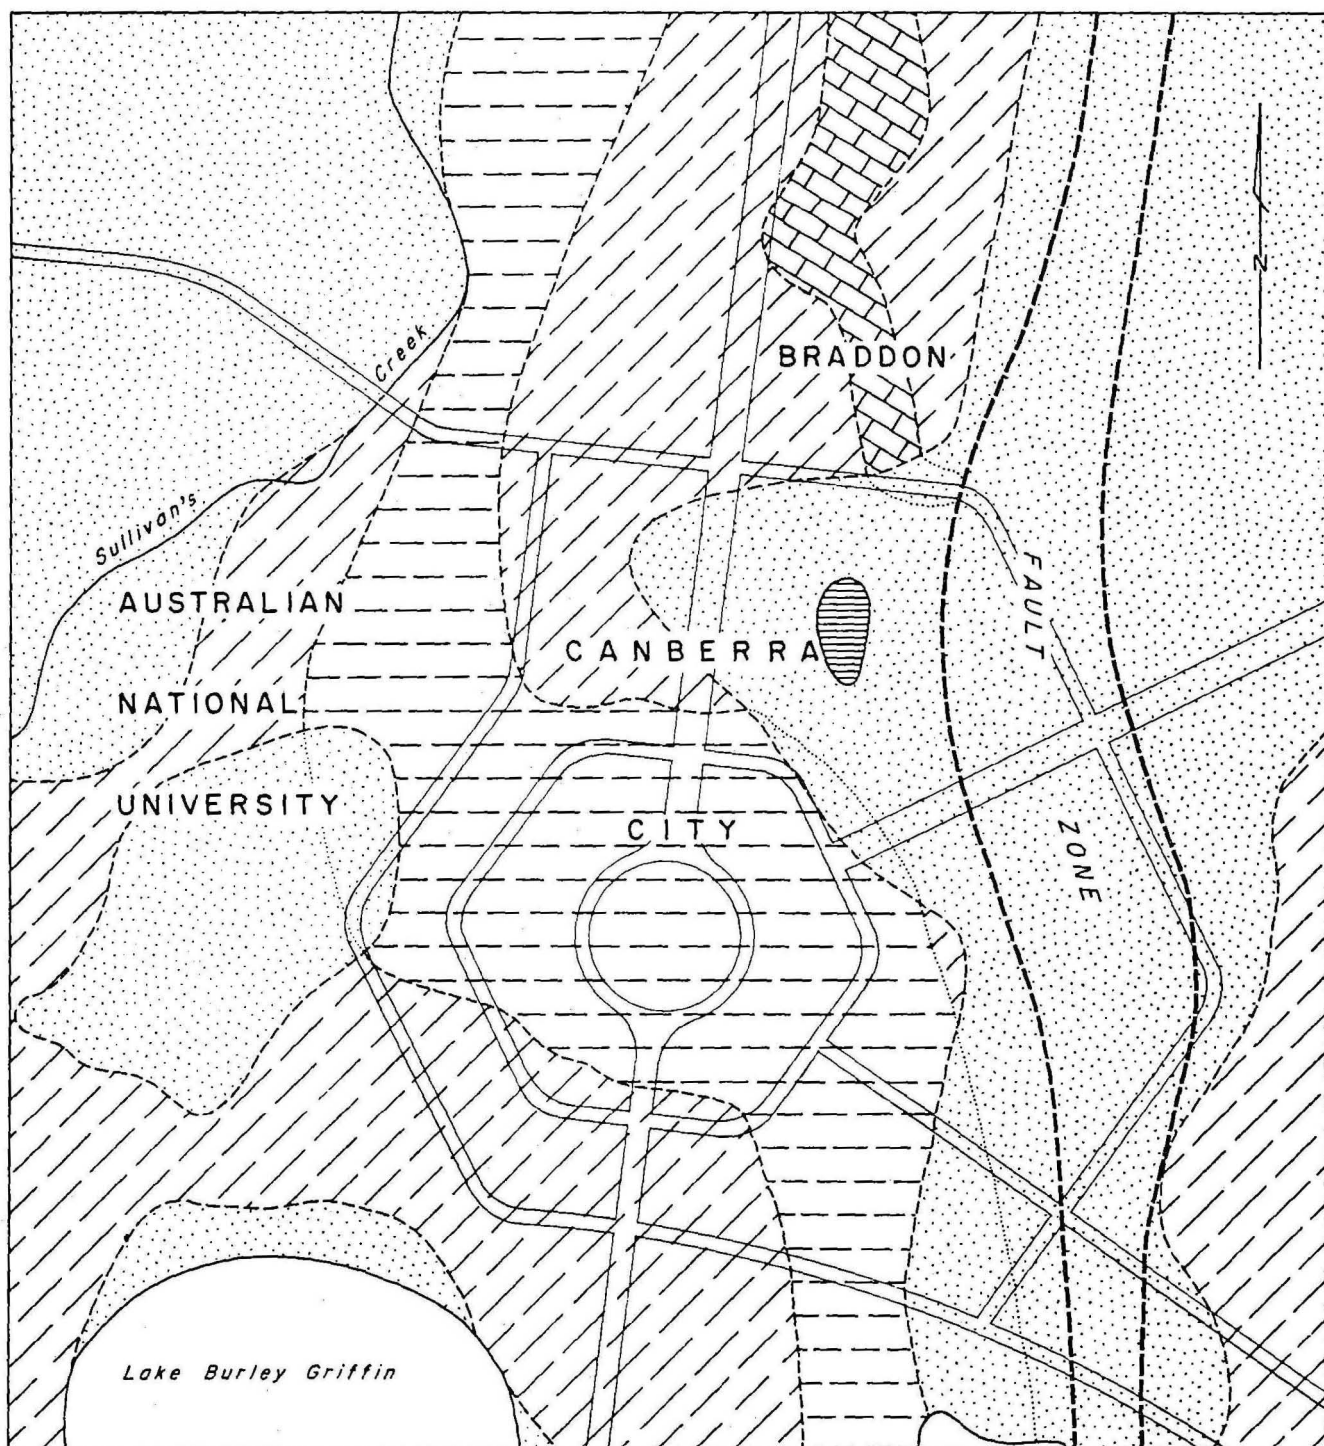 N
Creek
BRADDON
Sullivan's
AUSTRALIAN
FAULT
CANBERRA
NATIONAL
UNIVERSITY
CITY
ZONE
Lake Burley Griffin